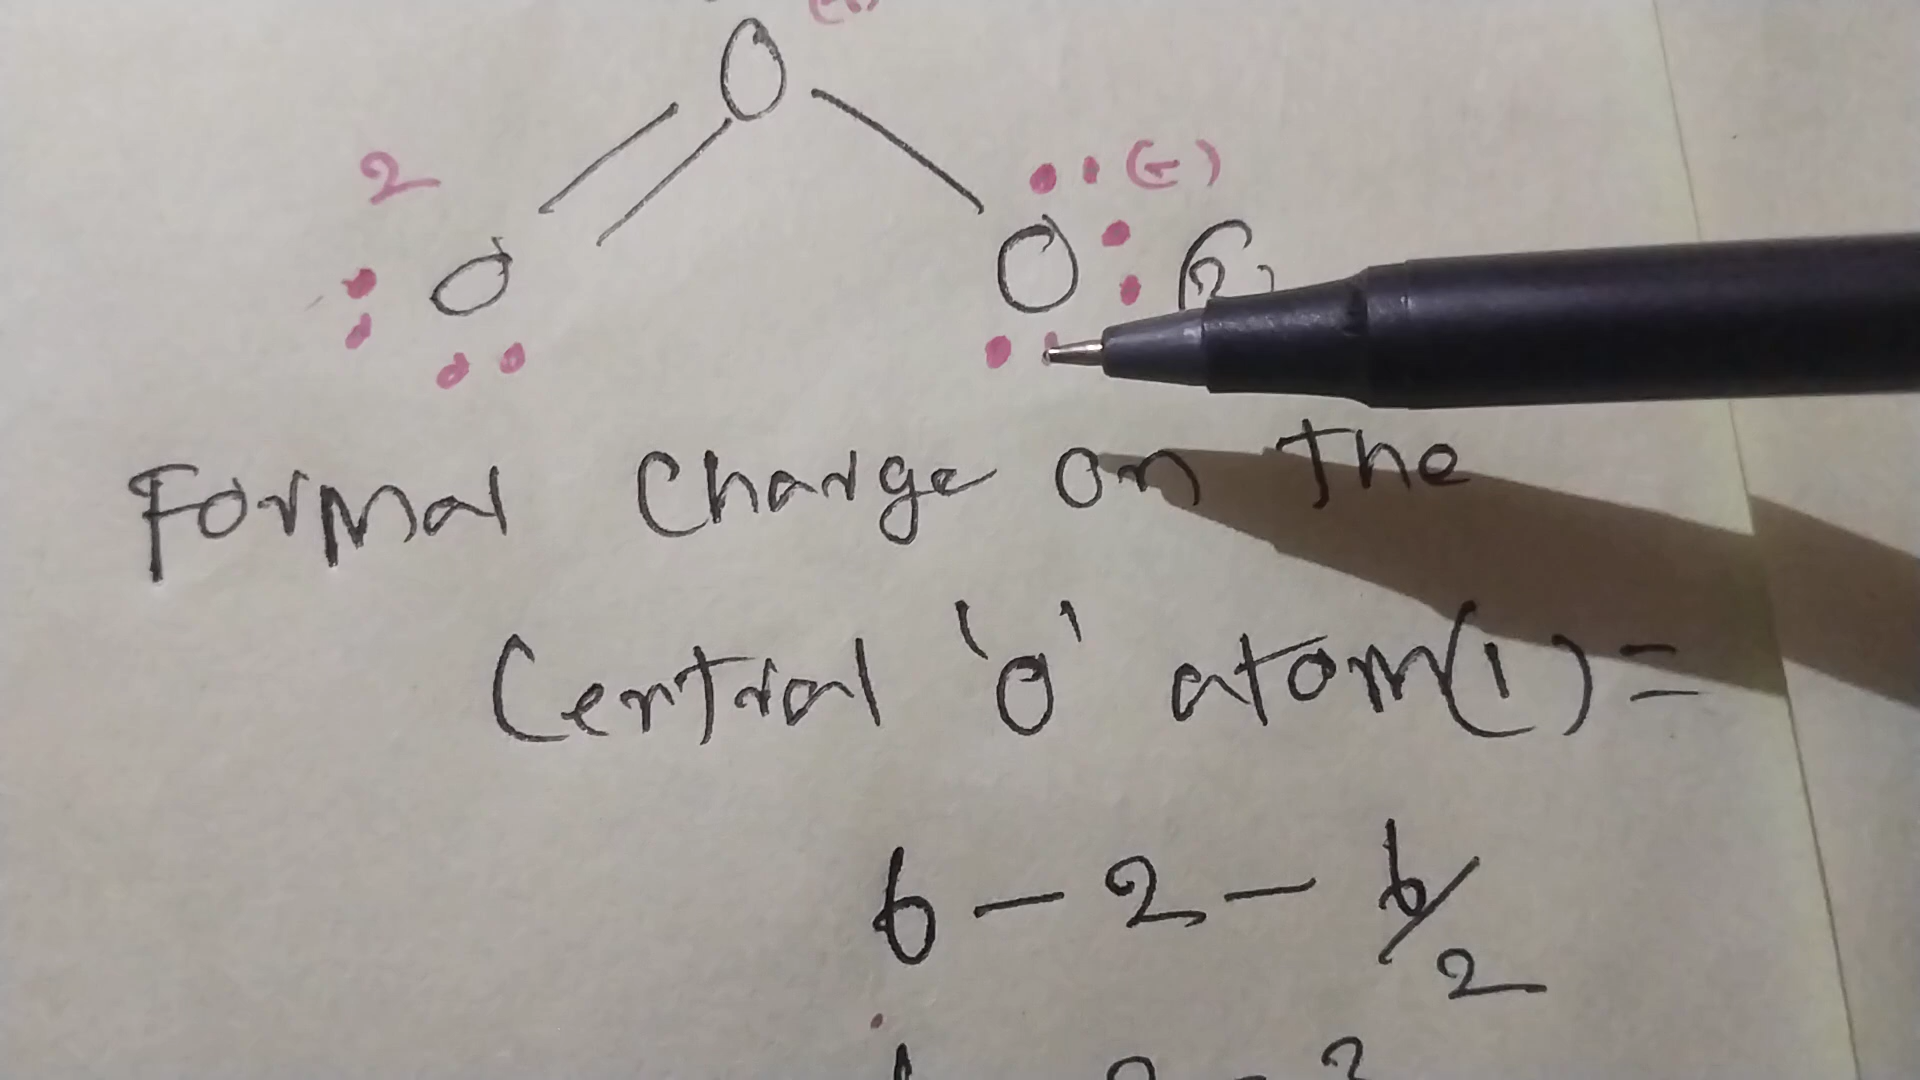 O
2 (-)
O O
Formal Charge on The
Central 'O' atom(1) =
6 - 2 - 6/2